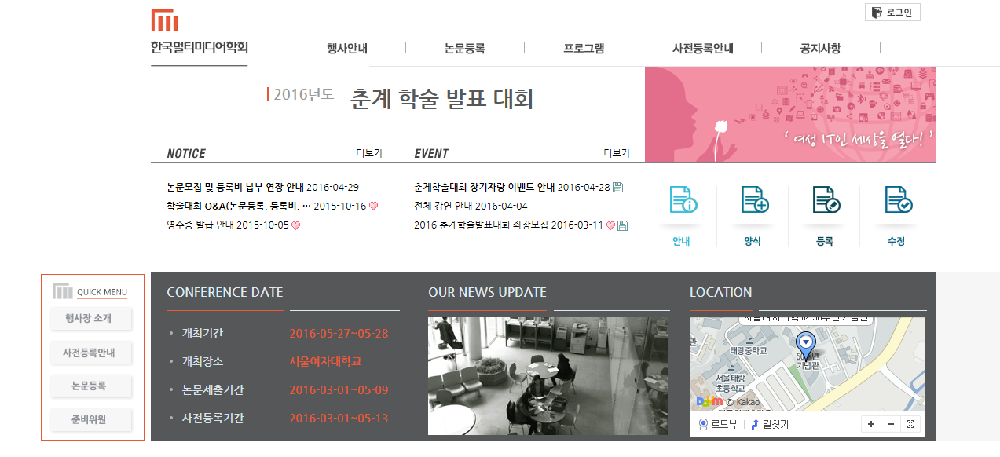 로그인
한국멀티미디어학회
행사안내
논문등록
프로그램
사전등록안내
공지사항
2016년도 춘계 학술 발표 대회
‘ 여성 IT인 세상을 열다! ’
NOTICE 더보기
EVENT 더보기
논문모집 및 등록비 납부 연장 안내 2016-04-29
학술대회 Q&A(논문등록, 등록비, ··· 2015-10-16
영수증 발급 안내 2015-10-05
춘계학술대회 장기자랑 이벤트 안내 2016-04-28
전체 강연 안내 2016-04-04
2016 춘계학술발표대회 좌장모집 2016-03-11
안내
양식
등록
수정
QUICK MENU
행사장 소개
사전등록안내
논문등록
준비위원
CONFERENCE DATE
개최기간 2016-05-27~05-28
개최장소 서울여자대학교
논문제출기간 2016-03-01~05-09
사전등록기간 2016-03-01~05-13
OUR NEWS UPDATE
LOCATION
서울여자대학교 50주년기념관
태랑중학교
50주년
기념관
서울태랑
초등학교
Daum © Kakao
로드뷰
길찾기